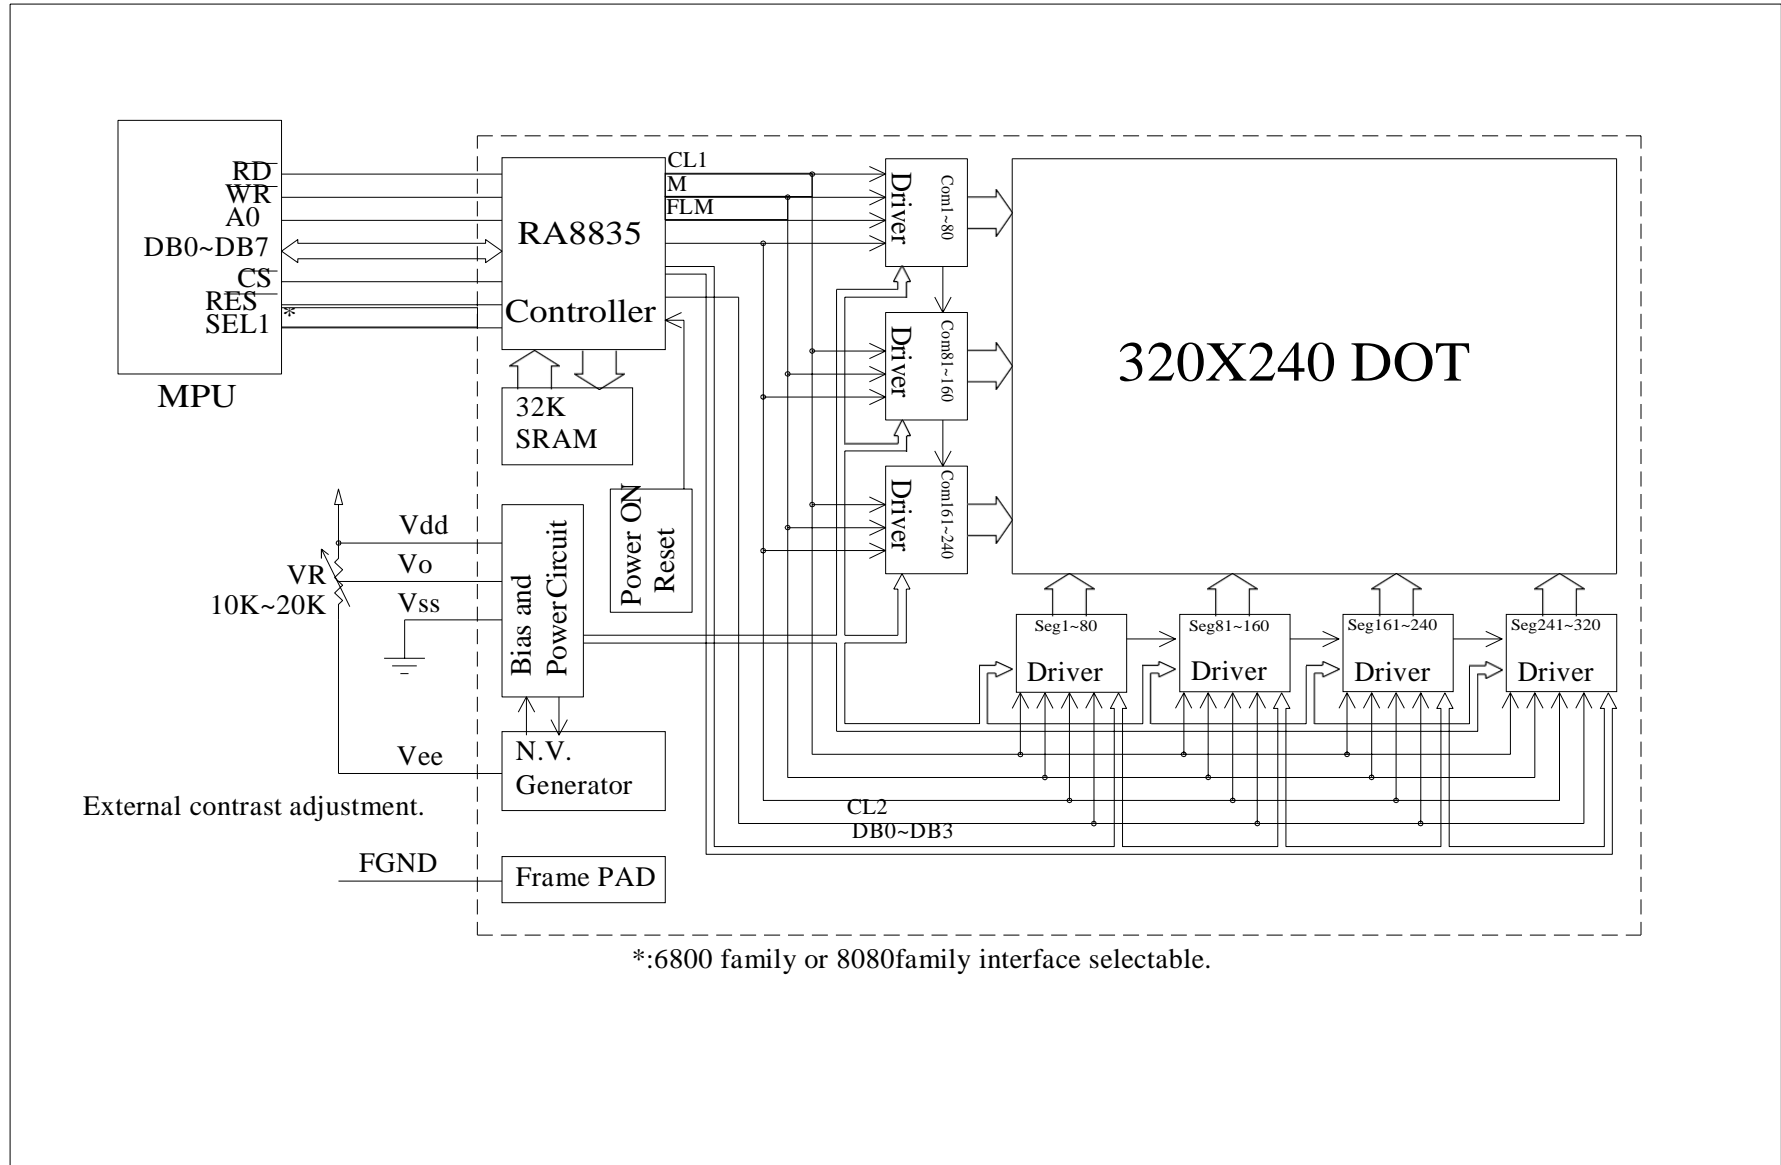 RD
WR
A0
DB0~DB7
CS
RES
*
SEL1
MPU
RA8835
Controller
CL1
M
FLM
32K
SRAM
Power ON
Reset
Driver
Com1~80
Driver
Com81~160
Driver
Com161~240
320X240 DOT
Vdd
Vo
VR
10K~20K
Vss
Bias and
PowerCircuit
Vee
N.V.
Generator
External contrast adjustment.
FGND
Frame PAD
Seg1~80
Driver
Seg81~160
Driver
Seg161~240
Driver
Seg241~320
Driver
CL2
DB0~DB3
*:6800 family or 8080family interface selectable.